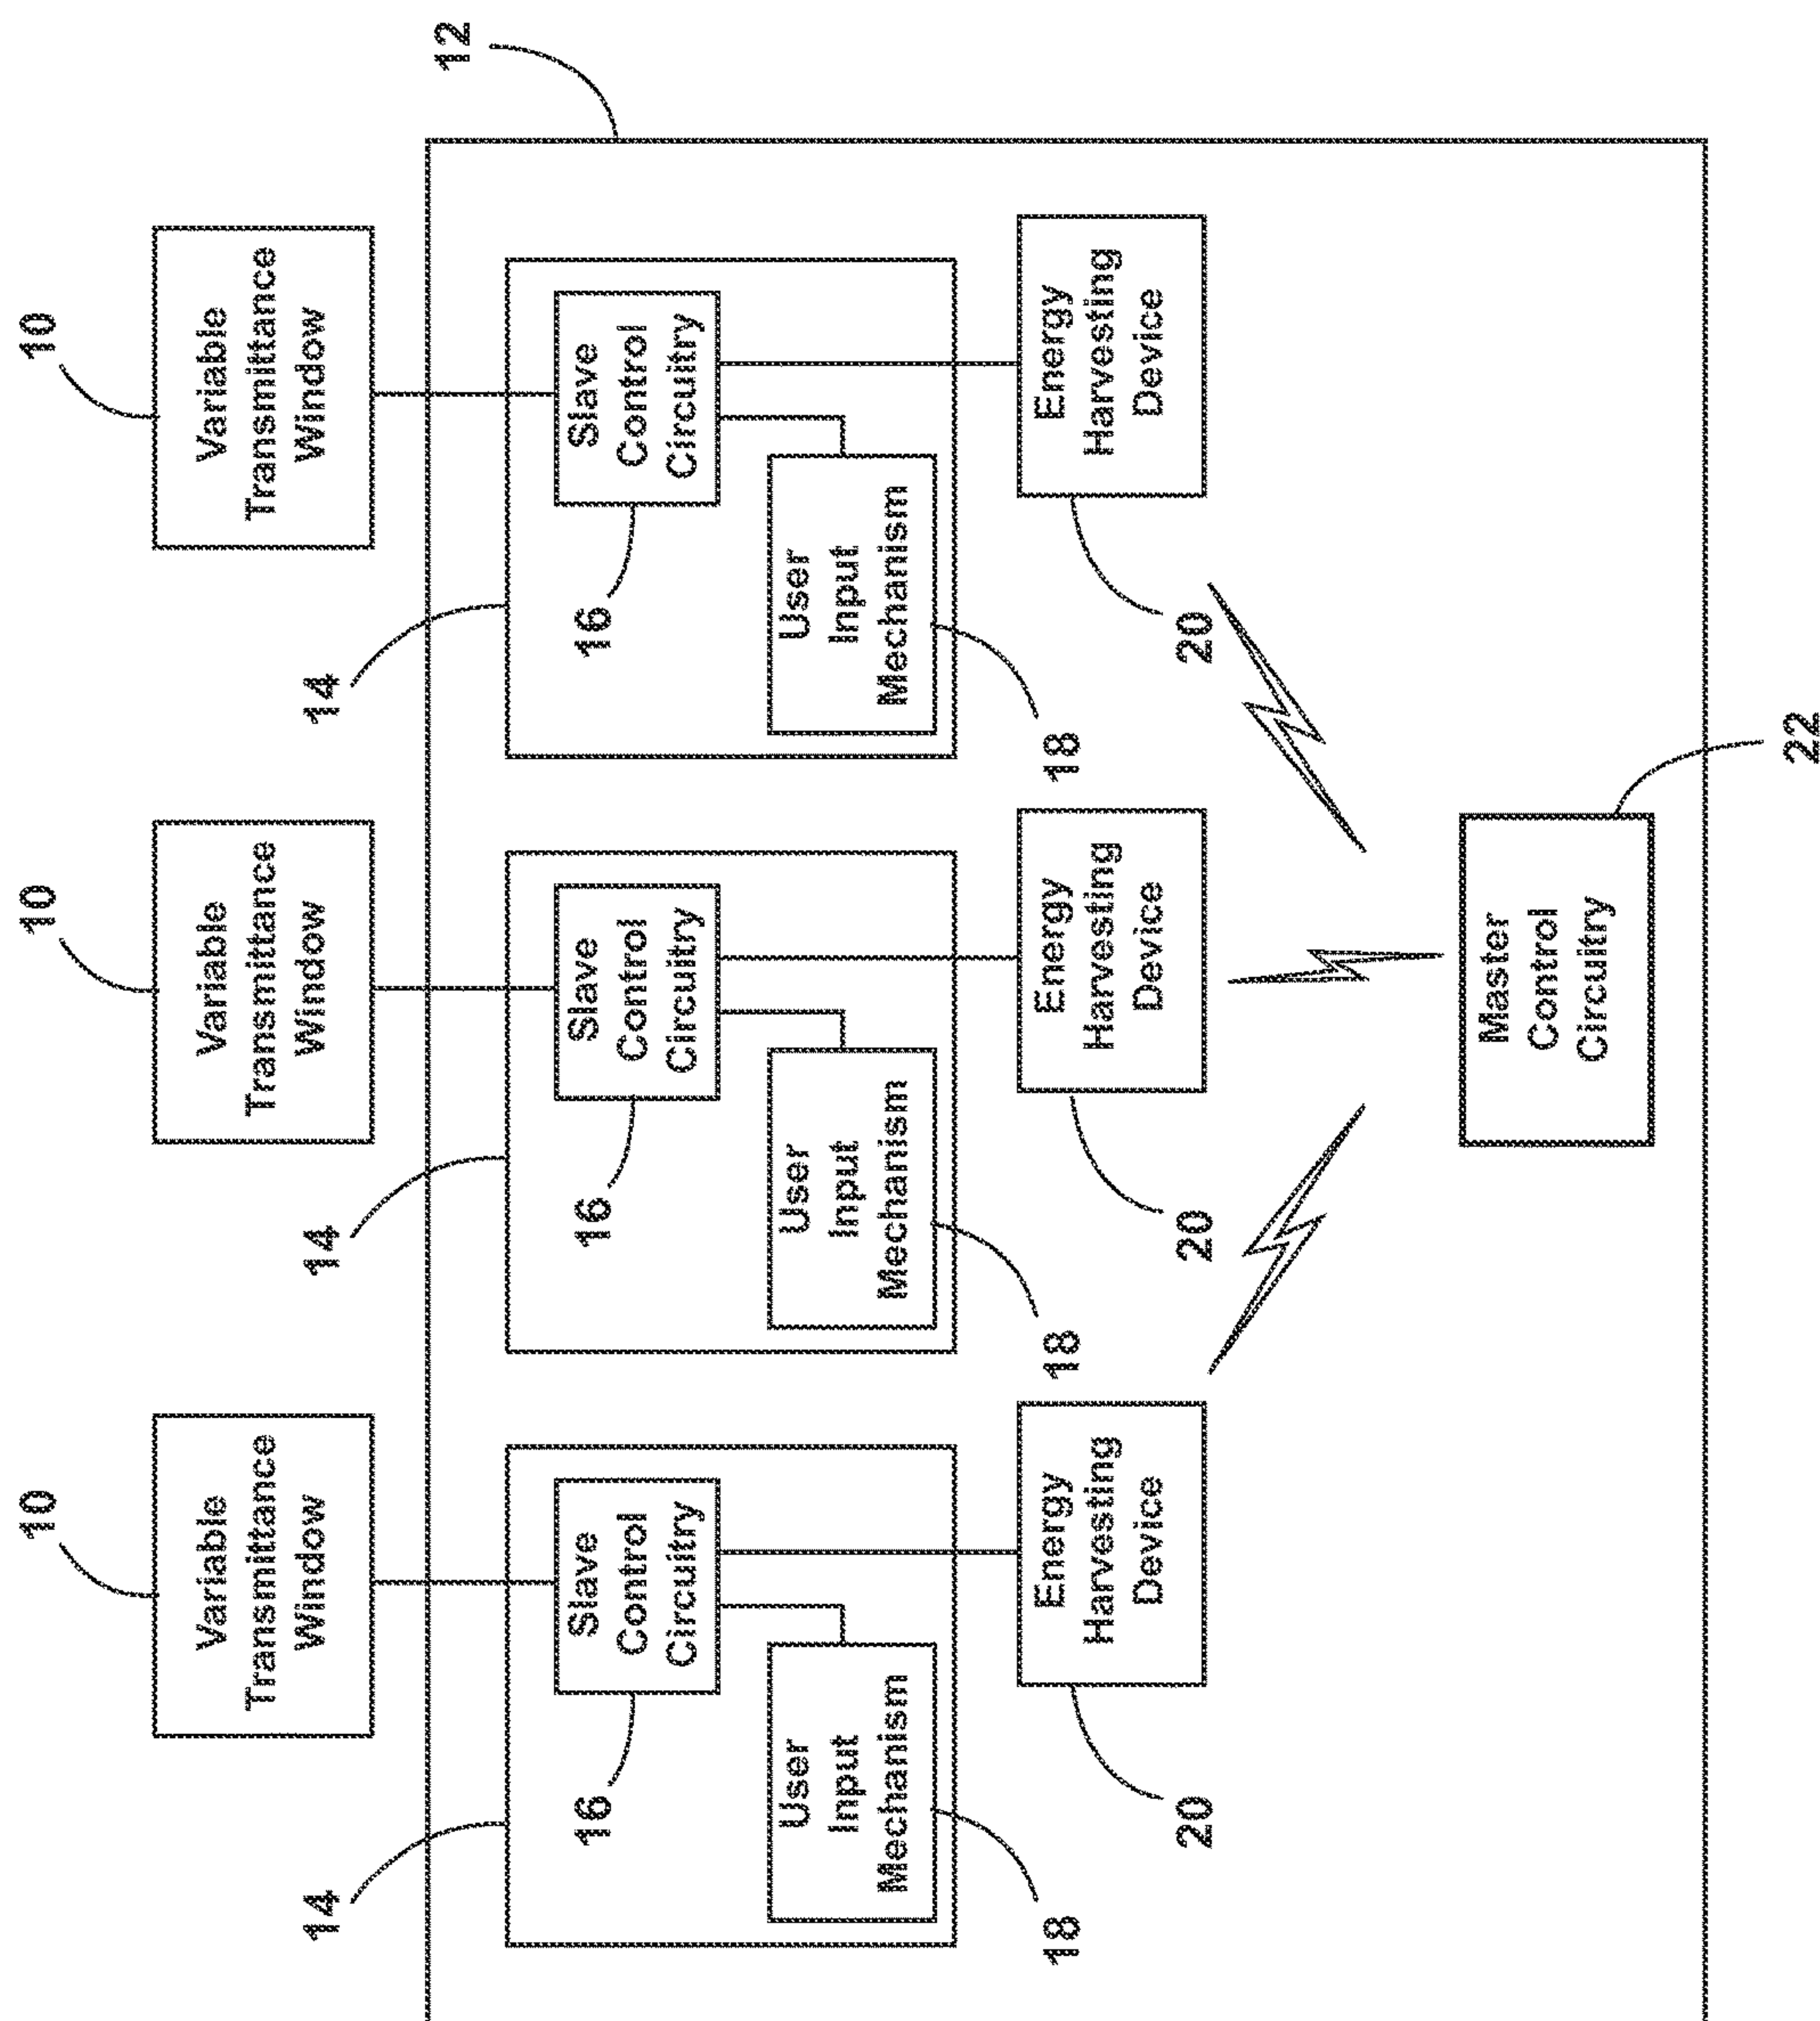 12
10
10
10
Variable
Transmittance
Window
Variable
Transmittance
Window
Variable
Transmittance
Window
14
14
14
Slave
Control
Circuitry
Slave
Control
Circuitry
Slave
Control
Circuitry
16
16
16
User
Input
Mechanism
User
Input
Mechanism
User
Input
Mechanism
18
18
18
Energy
Harvesting
Device
Energy
Harvesting
Device
Energy
Harvesting
Device
20
20
20
Master
Control
Circuitry
22